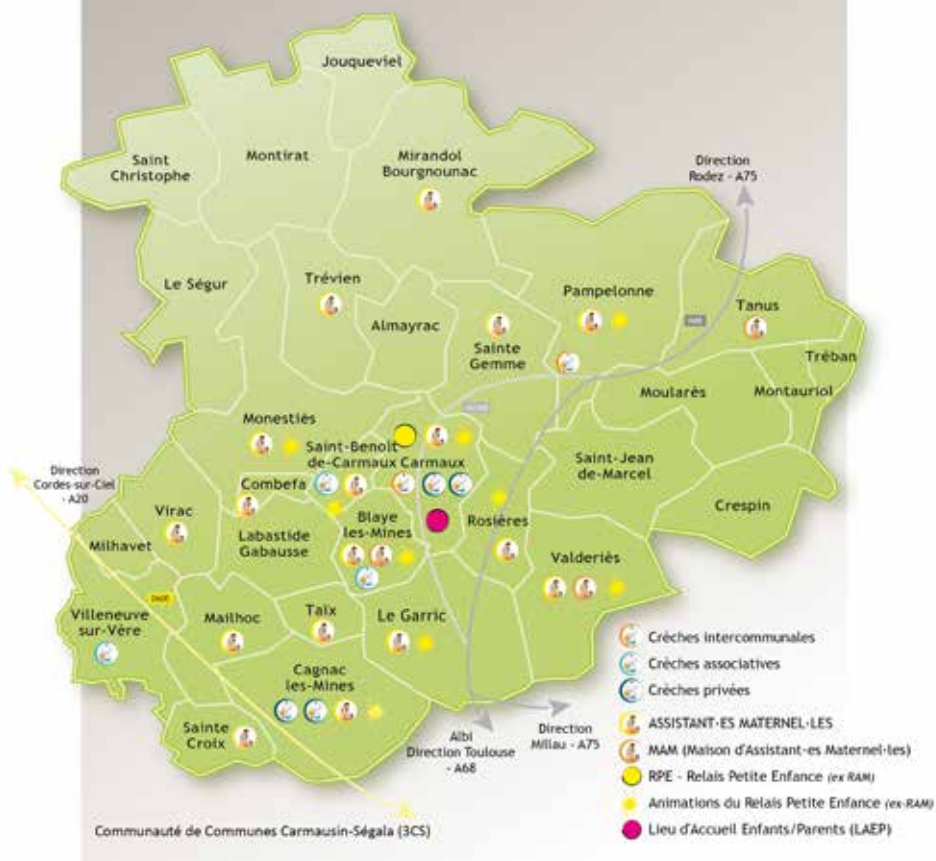 Jouqueviel
Saint
Christophe
Montirat
Mirandol
Bourgnounac
Direction
Rodez - A75
Le Ségur
Trévien
Almayrac
Sainte
Gemme
Pampelonne
Tanus
Tréban
Montauriol
Moularès
Monestiès
Saint-Benoit
de-Carmaux
Carmaux
Saint-Jean
de-Marcel
Crespin
Direction
Cordes-sur-Ciel
- A20
Combefa
Virac
Milhavet
Labastide
Gabausse
Blaye
les-Mines
Rosières
Valderiès
Villeneuve
sur-Vère
Mailhoc
Taïx
Le Garric
Cagnac
les-Mines
Sainte
Croix
Albi
Direction Toulouse
- A68
Direction
Millau - A75
Crèches intercommunales
Crèches associatives
Crèches privées
ASSISTANT·ES MATERNEL·LES
MAM (Maison d'Assistant-es Maternel·les)
RPE - Relais Petite Enfance (ex RAM)
Animations du Relais Petite Enfance (ex-RAM)
Lieu d'Accueil Enfants/Parents (LAEP)
Communauté de Communes Carmausin-Ségala (3CS)